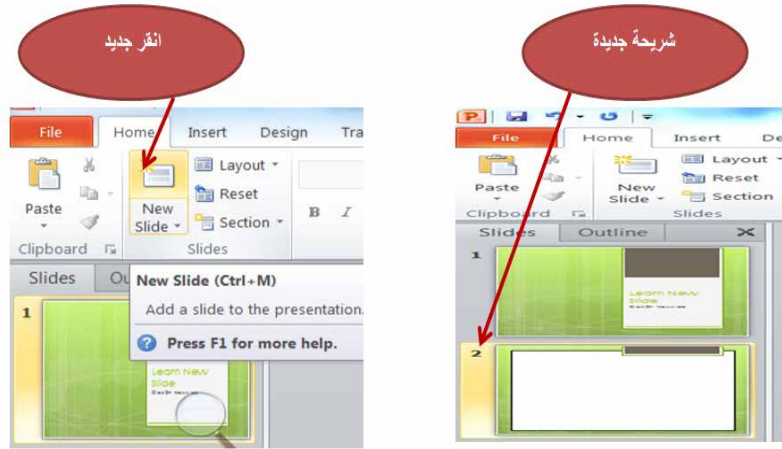 انقر جديد
شريحة جديدة
File Home Insert Design Tra
Layout
Reset
Section
Paste
New
Slide
B I
Clipboard Slides
Slides Ou
New Slide (Ctrl+M)
Add a slide to the presentation.
Press F1 for more help.
1
Learn New
Slide
P
File Home Insert De
Layout
Reset
Section
Paste
New
Slide
Clipboard Slides
Slides Outline
1
Learn New
Slide
2